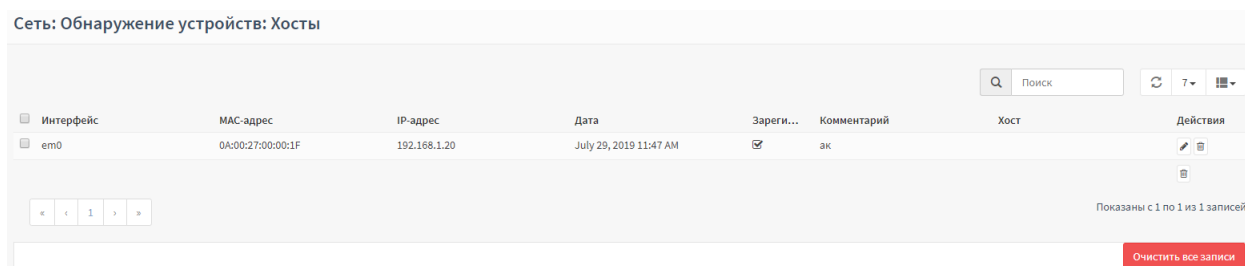 Сеть: Обнаружение устройств: Хосты
Поиск
7
Интерфейс MAC-адрес IP-адрес Дата Зареги... Комментарий Хост Действия
em0 0A:00:27:00:00:1F 192.168.1.20 July 29, 2019 11:47 AM ак
« ‹ 1 › »
Показаны с 1 по 1 из 1 записей
Очистить все записи